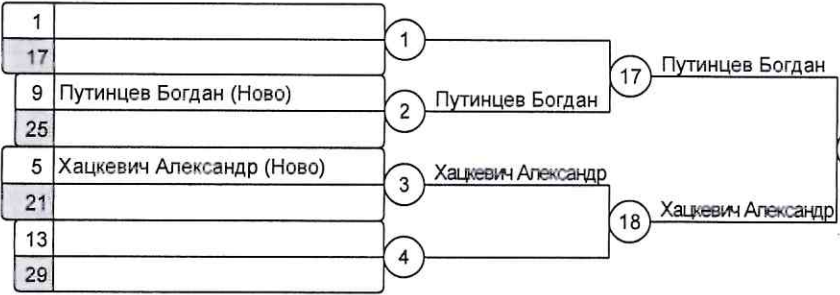 1
17
1
9 Путинцев Богдан (Ново)
25
2 Путинцев Богдан
17 Путинцев Богдан
5 Хацкевич Александр (Ново)
21
3 Хацкевич Александр
13
29
4
18 Хацкевич Александр